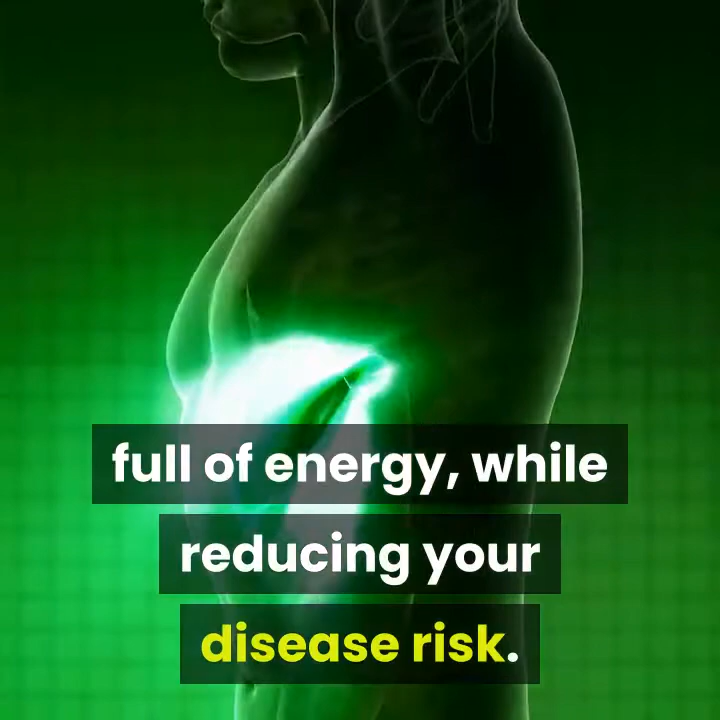 full of energy, while
reducing your
disease risk.